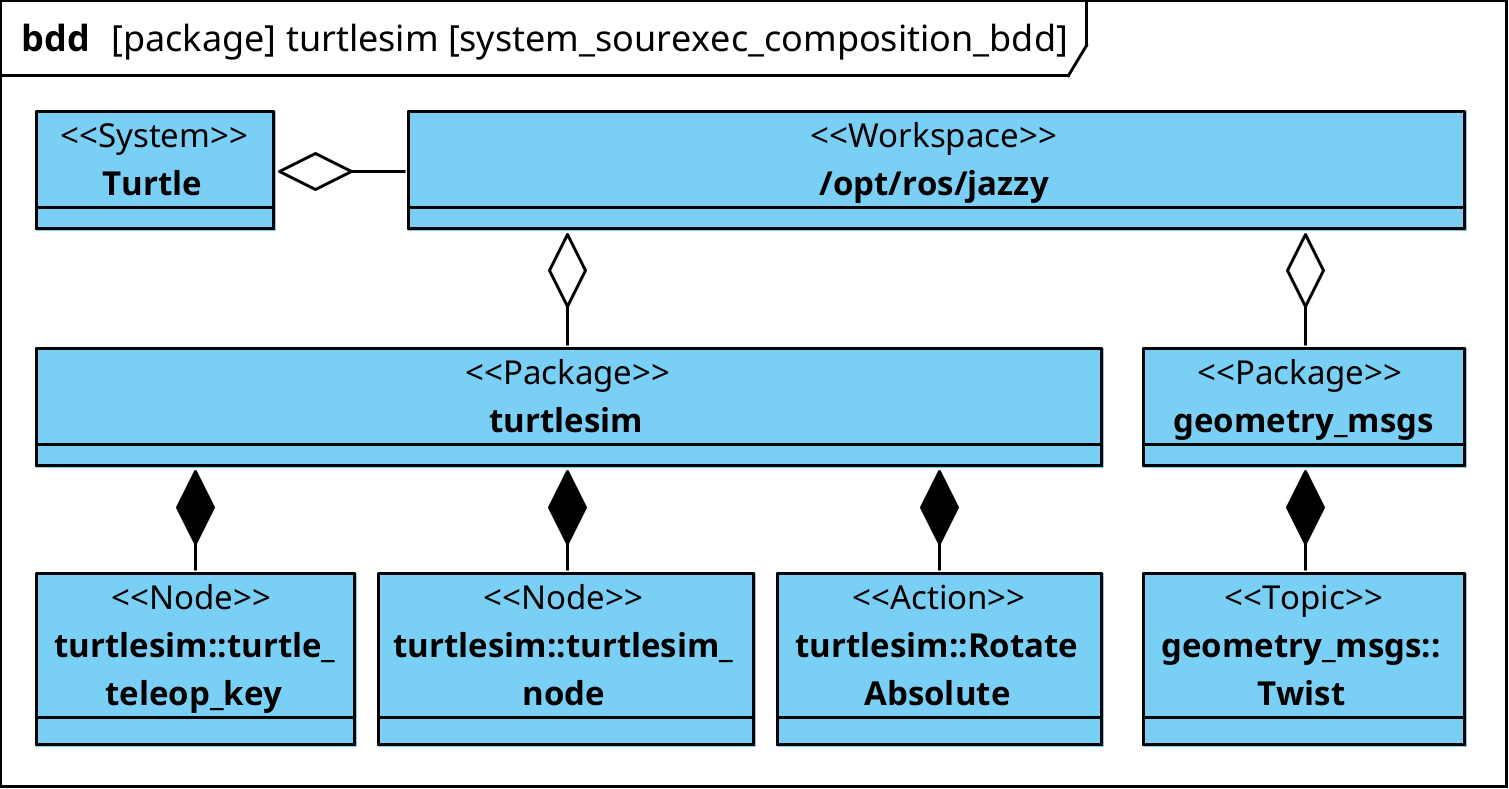 bdd [package] turtlesim [system_sourexec_composition_bdd]
<<System>>
Turtle
<<Workspace>>
/opt/ros/jazzy
<<Package>>
turtlesim
<<Package>>
geometry_msgs
<<Node>>
turtlesim::turtle_
teleop_key
<<Node>>
turtlesim::turtlesim_
node
<<Action>>
turtlesim::Rotate
Absolute
<<Topic>>
geometry_msgs::
Twist